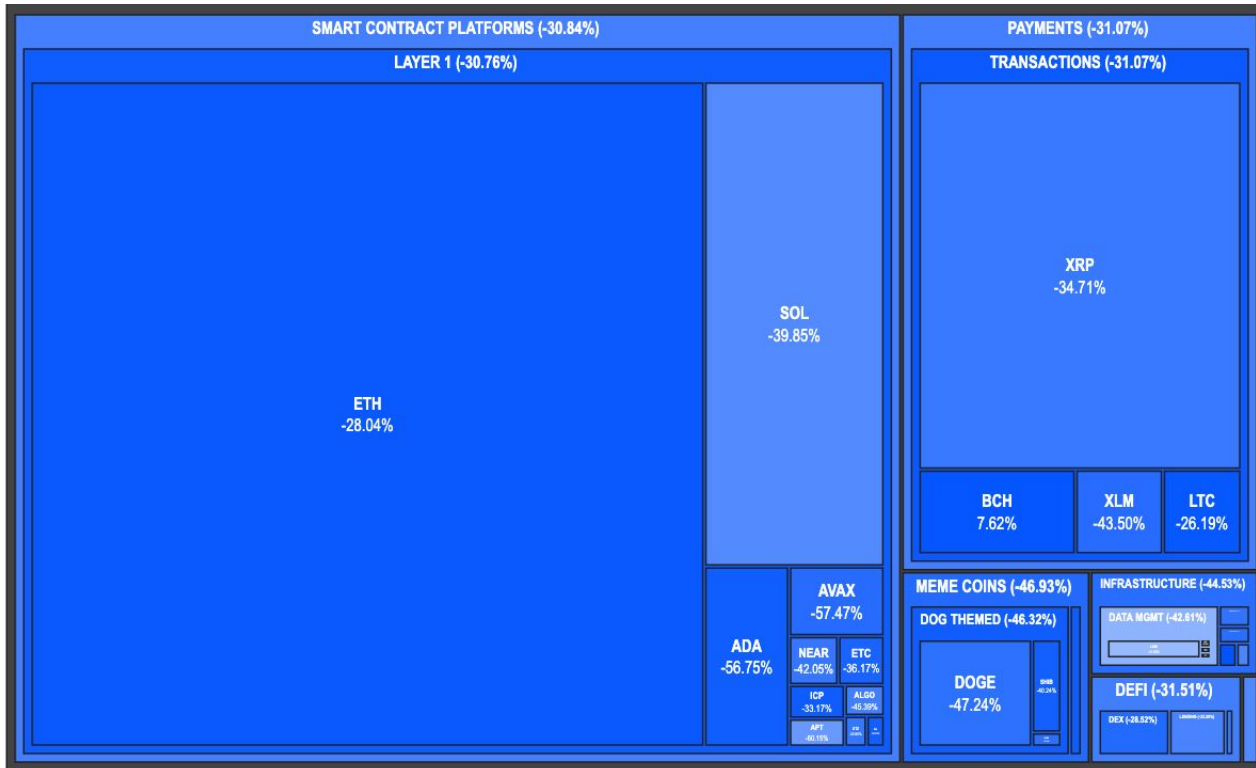 SMART CONTRACT PLATFORMS (-30.84%)
LAYER 1 (-30.76%)
ETH
-28.04%
SOL
-39.85%
ADA
-56.75%
AVAX
-57.47%
NEAR
-42.05%
ETC
-36.17%
ICP
-33.17%
ALGO
-45.39%
APT
-60.15%
PAYMENTS (-31.07%)
TRANSACTIONS (-31.07%)
XRP
-34.71%
BCH
7.62%
XLM
-43.50%
LTC
-26.19%
MEME COINS (-46.93%)
DOG THEMED (-46.32%)
DOGE
-47.24%
SHIB
-40.24%
INFRASTRUCTURE (-44.53%)
DATA MGMT (-42.61%)
DEFI (-31.51%)
DEX (-28.52%)